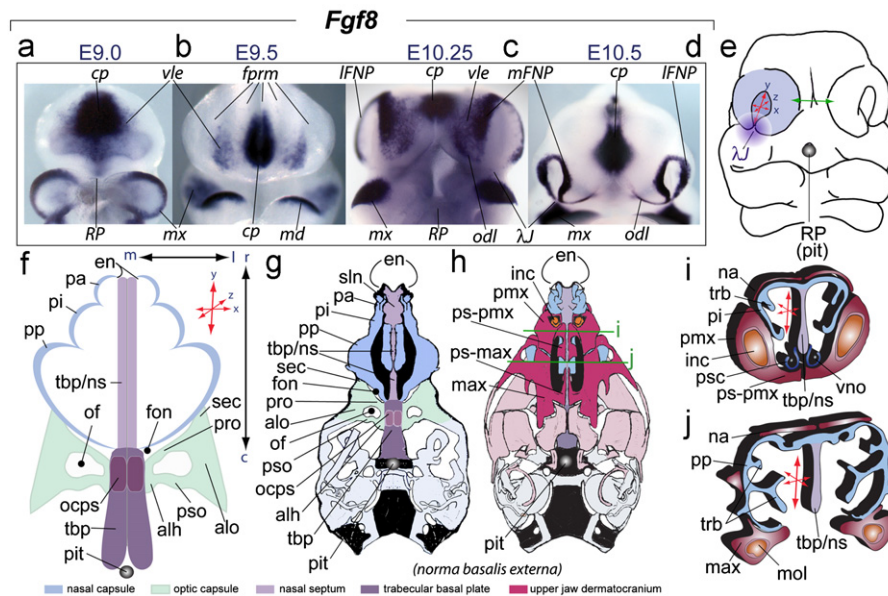 Fgf8
a E9.0 b E9.5 E10.25 c E10.5 d e
cp vle fprm lFNP cp vle mFNP cp lFNP
y
z
x
λJ
RP mx cp md mx RP odl λJ mx odl
RP
(pit)
f en m l r g en h i
pa
pi
pp
y
z
x
tbp/ns
of
fon
sec
pro
ocps
tbp
alh
pso
alo
pit
c
sln
pa
pi
pp
tbp/ns
sec
fon
pro
alo
of
pso
ocps
alh
tbp
pit
inc
pmx
ps-pmx
i
ps-max
j
max
pit
(norma basalis externa)
na
trb
pi
pmx
inc
psc
ps-pmx
tbp/ns
vno
j
na
pp
trb
max
mol
tbp/ns
nasal capsule optic capsule nasal septum trabecular basal plate upper jaw dermatocranium